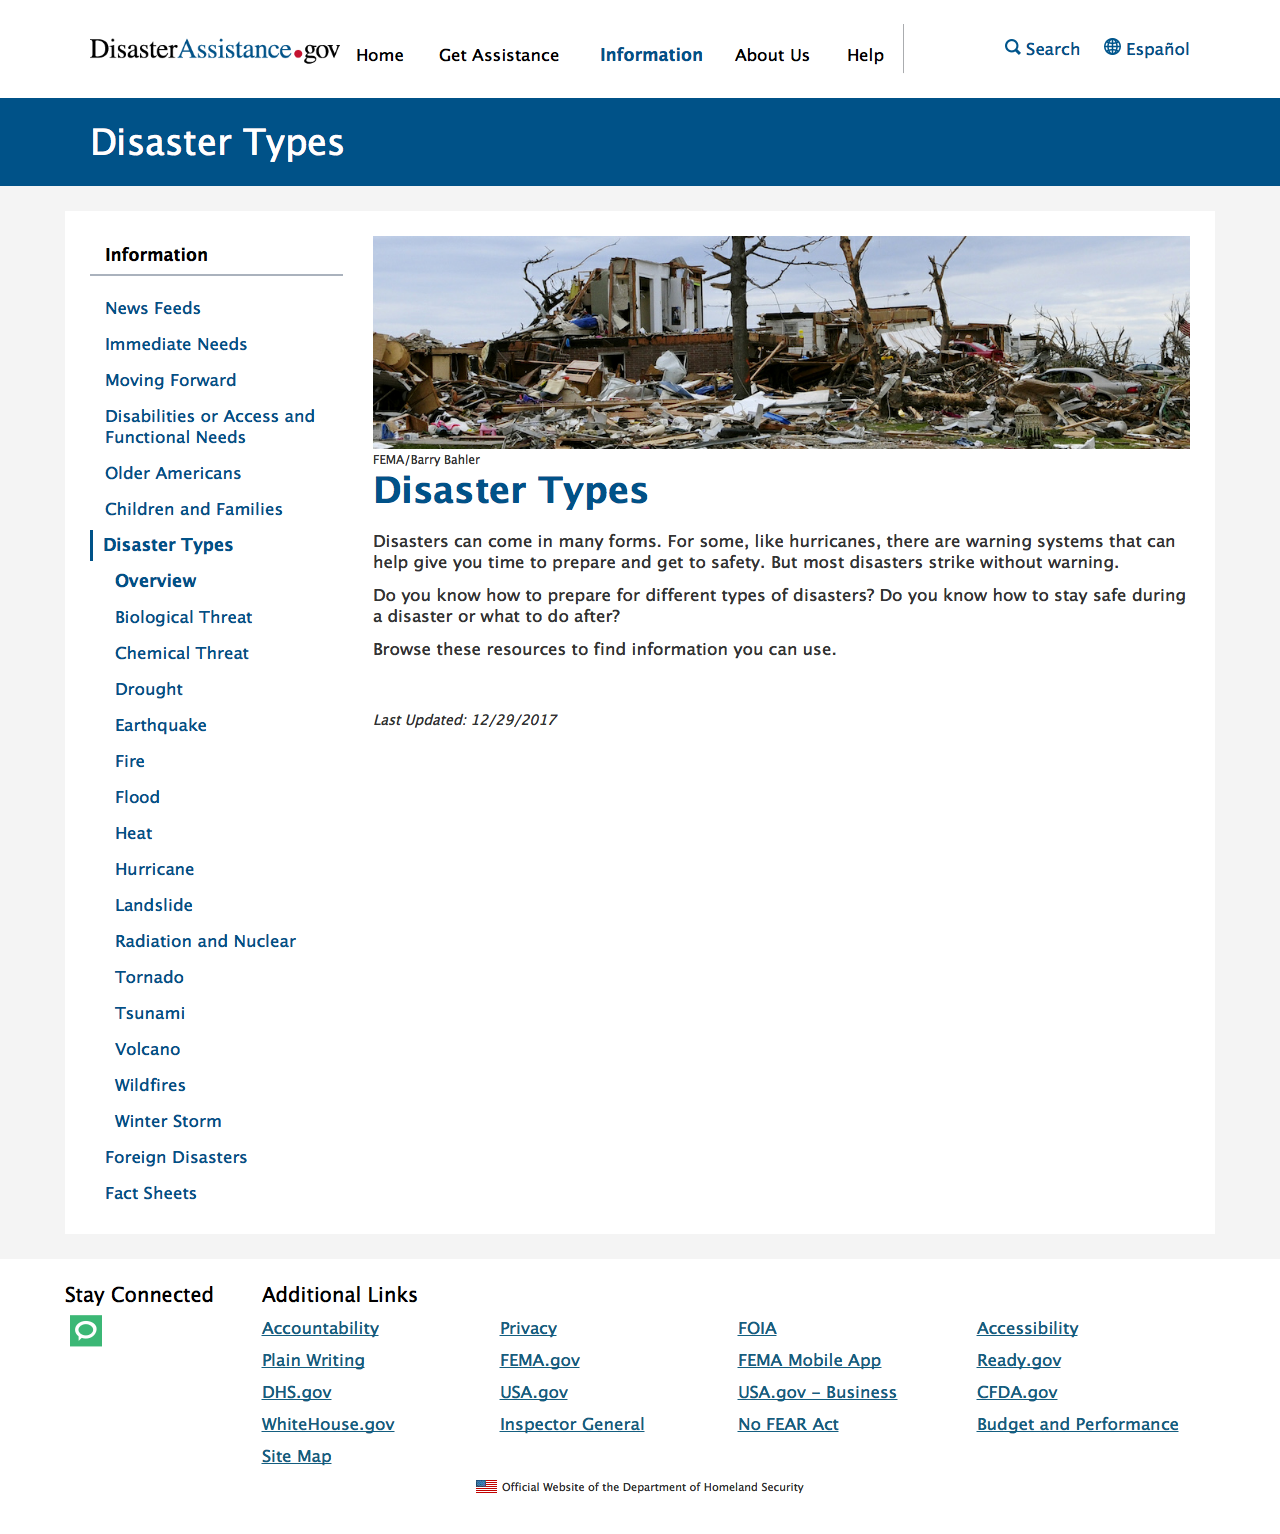 DisasterAssistance.gov
Home
Get Assistance
Information
About Us
Help
Search
Español
Disaster Types
Information
News Feeds
Immediate Needs
Moving Forward
Disabilities or Access and
Functional Needs
Older Americans
Children and Families
Disaster Types
Overview
Biological Threat
Chemical Threat
Drought
Earthquake
Fire
Flood
Heat
Hurricane
Landslide
Radiation and Nuclear
Tornado
Tsunami
Volcano
Wildfires
Winter Storm
Foreign Disasters
Fact Sheets
FEMA/Barry Bahler
Disaster Types
Disasters can come in many forms. For some, like hurricanes, there are warning systems that can
help give you time to prepare and get to safety. But most disasters strike without warning.
Do you know how to prepare for different types of disasters? Do you know how to stay safe during
a disaster or what to do after?
Browse these resources to find information you can use.
Last Updated: 12/29/2017
Stay Connected
Additional Links
Accountability
Privacy
FOIA
Accessibility
Plain Writing
FEMA.gov
FEMA Mobile App
Ready.gov
DHS.gov
USA.gov
USA.gov – Business
CFDA.gov
WhiteHouse.gov
Inspector General
No FEAR Act
Budget and Performance
Site Map
Official Website of the Department of Homeland Security